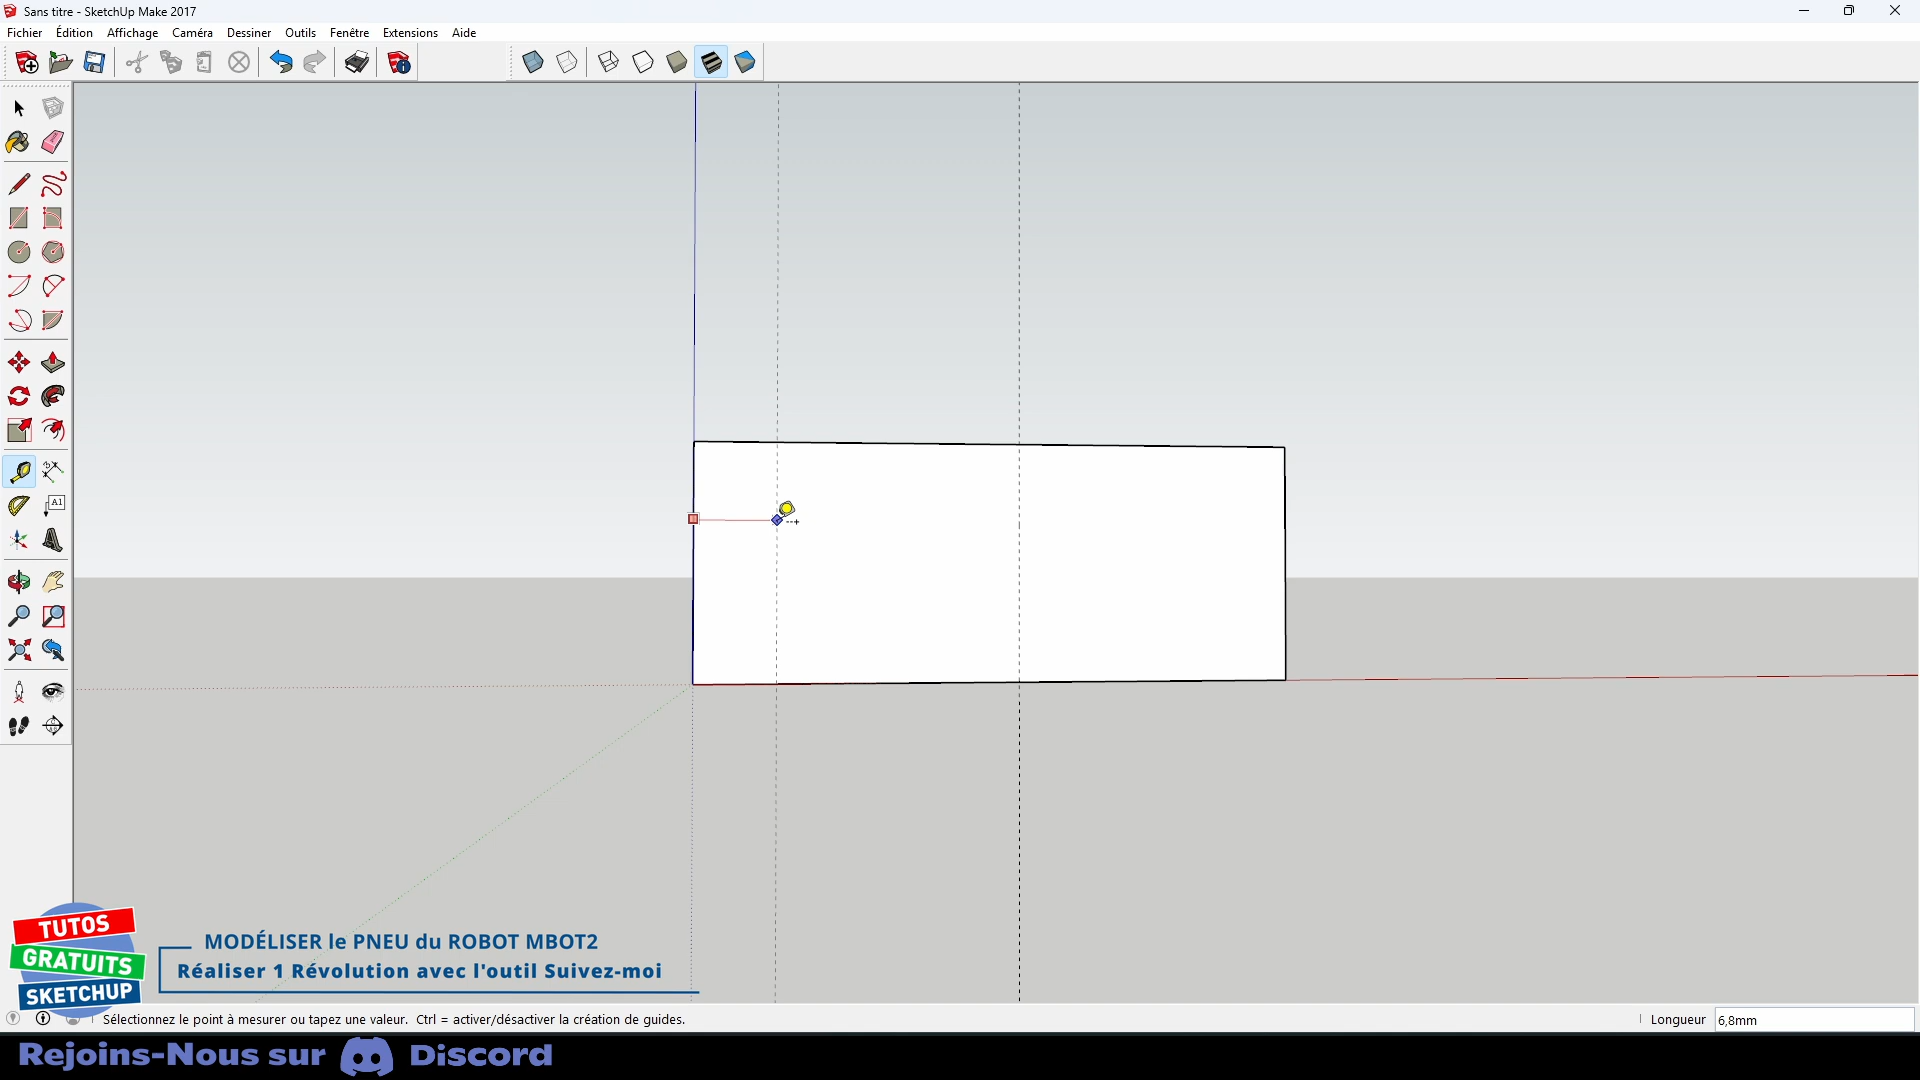 Sans titre - SketchUp Make 2017
Fichier Édition Affichage Caméra Dessiner Outils Fenêtre Extensions Aide
A1
TUTOS
GRATUITS
SKETCHUP
MODÉLISER le PNEU du ROBOT MBOT2
Réaliser 1 Révolution avec l'outil Suivez-moi
Sélectionnez le point à mesurer ou tapez une valeur. Ctrl = activer/désactiver la création de guides.
Longueur 6,8mm
Rejoins-Nous sur Discord